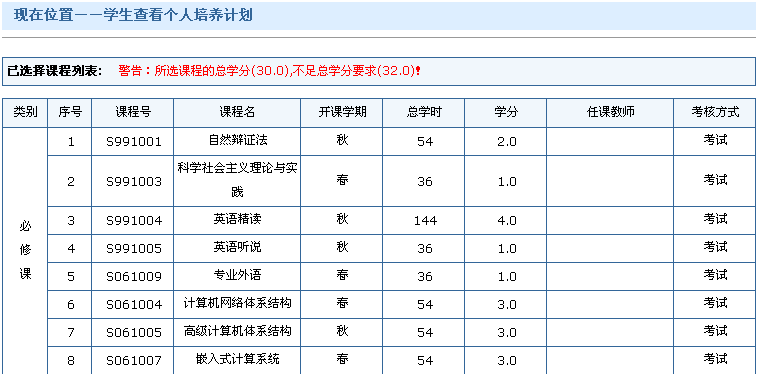 现在位置——学生查看个人培养计划
已选择课程列表: 警告：所选课程的总学分(30.0),不足总学分要求(32.0)!
类别 序号 课程号 课程名 开课学期 总学时 学分 任课教师 考核方式
必修课
1 S991001 自然辩证法 秋 54 2.0 考试
2 S991003 科学社会主义理论与实践 春 36 1.0 考试
3 S991004 英语精读 秋 144 4.0 考试
4 S991005 英语听说 秋 36 1.0 考试
5 S061009 专业外语 春 36 1.0 考试
6 S061004 计算机网络体系结构 春 54 3.0 考试
7 S061005 高级计算机体系结构 秋 54 3.0 考试
8 S061007 嵌入式计算系统 春 54 3.0 考试